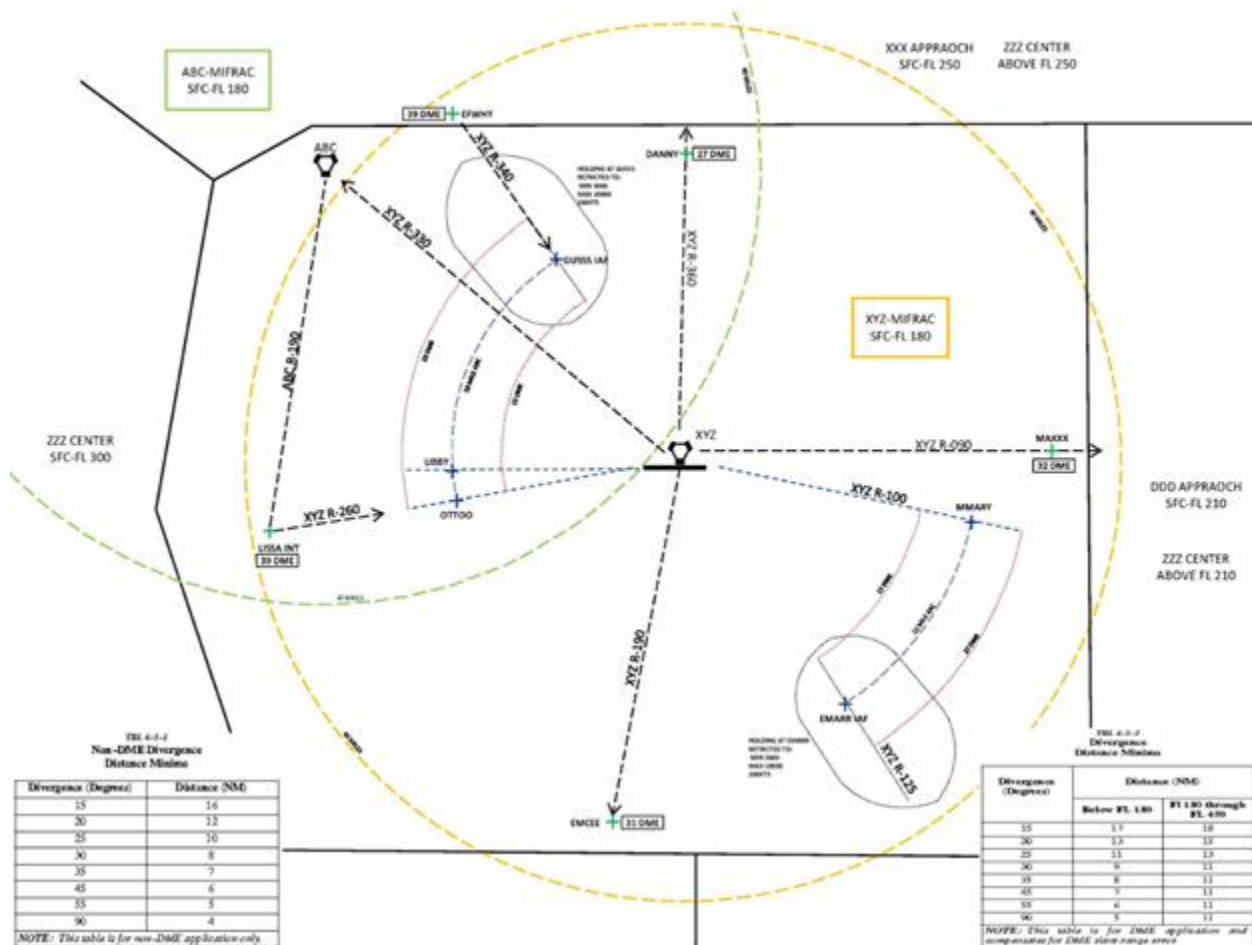 XXX APPRAOCH
SFC-FL 250
ZZZ CENTER
ABOVE FL 250
ABC-MIFRAC
SFC-FL 180
39 DME
EFWHY
ABC
XYZ R-340
DANNY
27 DME
XYZ R-330
XYZ R-360
GUSSS IAF
ABC R-190
XYZ-MIFRAC
SFC-FL 180
ZZZ CENTER
SFC-FL 300
XYZ
XYZ R-090
MAXXX
32 DME
LIBBY
OTTOO
XYZ R-260
LISSA INT
39 DME
XYZ R-100
MMARY
DDD APPRAOCH
SFC-FL 210
ZZZ CENTER
ABOVE FL 210
XYZ R-190
EMARR IAF
XYZ R-125
EMCEE
31 DME
Non-DME Divergence
Distance Minima
Divergence (Degrees) Distance (NM)
15 16
20 12
25 10
30 8
35 7
45 6
55 5
90 4
NOTE: This table is for non-DME application only.
Divergence
Distance Minima
Divergence
(Degrees)
Distance (NM)
Below FL 180
Fl 180 through
FL 450
15 17 18
20 13 15
25 11 13
30 9 11
35 8 11
45 7 11
55 6 11
90 5 11
NOTE: This table is for DME application and
compensates for DME slant-range error